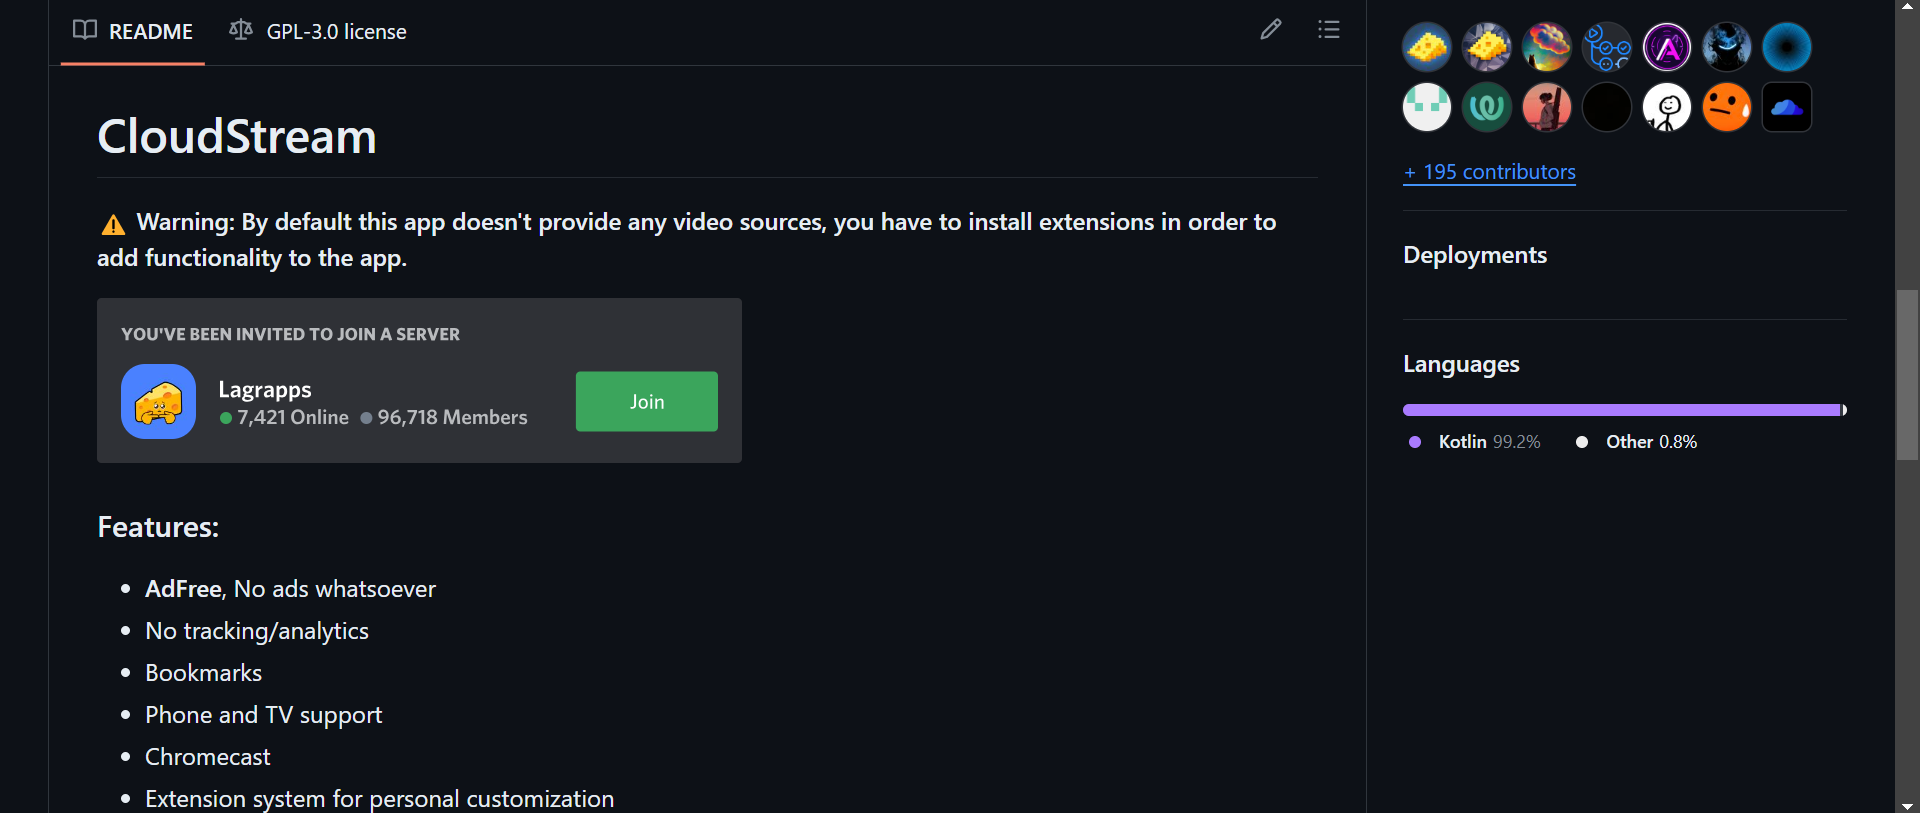 README
GPL-3.0 license
CloudStream
Warning: By default this app doesn't provide any video sources, you have to install extensions in order to
add functionality to the app.
YOU'VE BEEN INVITED TO JOIN A SERVER
Lagrapps
7,421 Online
96,718 Members
Join
Features:
AdFree, No ads whatsoever
No tracking/analytics
Bookmarks
Phone and TV support
Chromecast
Extension system for personal customization
+ 195 contributors
Deployments
Languages
Kotlin 99.2%
Other 0.8%